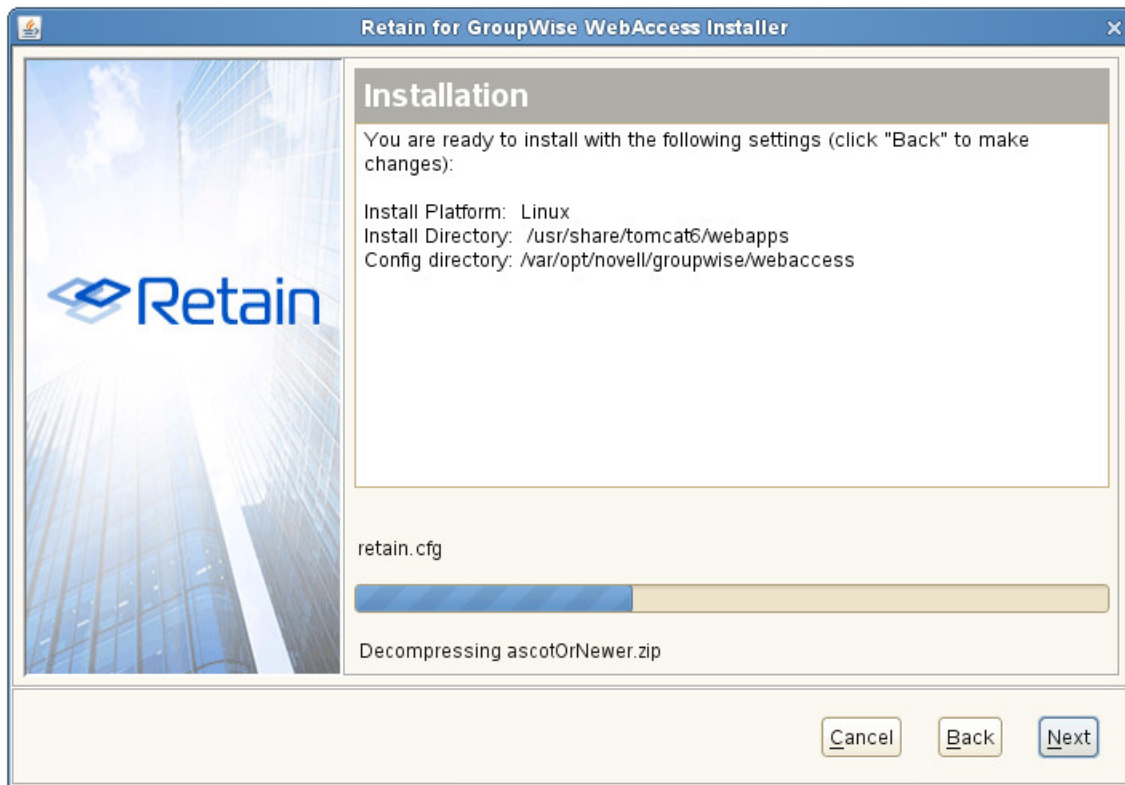 Retain for GroupWise WebAccess Installer
Installation
You are ready to install with the following settings (click "Back" to make
changes):
Install Platform: Linux
Install Directory: /usr/share/tomcat6/webapps
Config directory: /var/opt/novell/groupwise/webaccess
Retain
retain.cfg
Decompressing ascotOrNewer.zip
Cancel Back Next